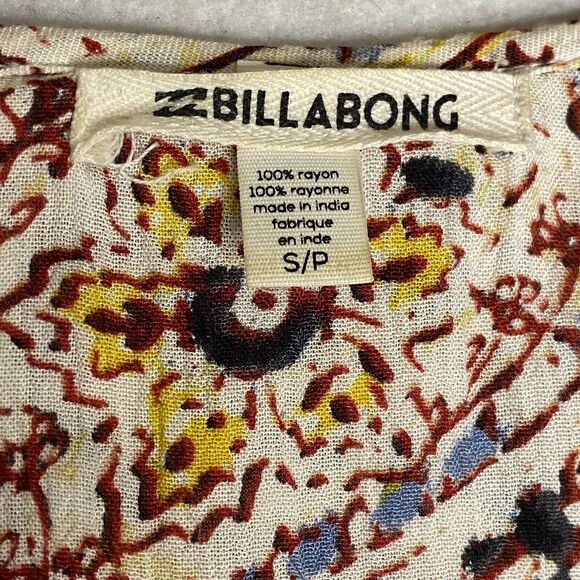 BILLABONG
100% rayon
100% rayonne
made in india
fabrique
en inde
S/P